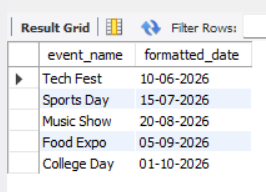 Result Grid Filter Rows:
event_name formatted_date
Tech Fest 10-06-2026
Sports Day 15-07-2026
Music Show 20-08-2026
Food Expo 05-09-2026
College Day 01-10-2026